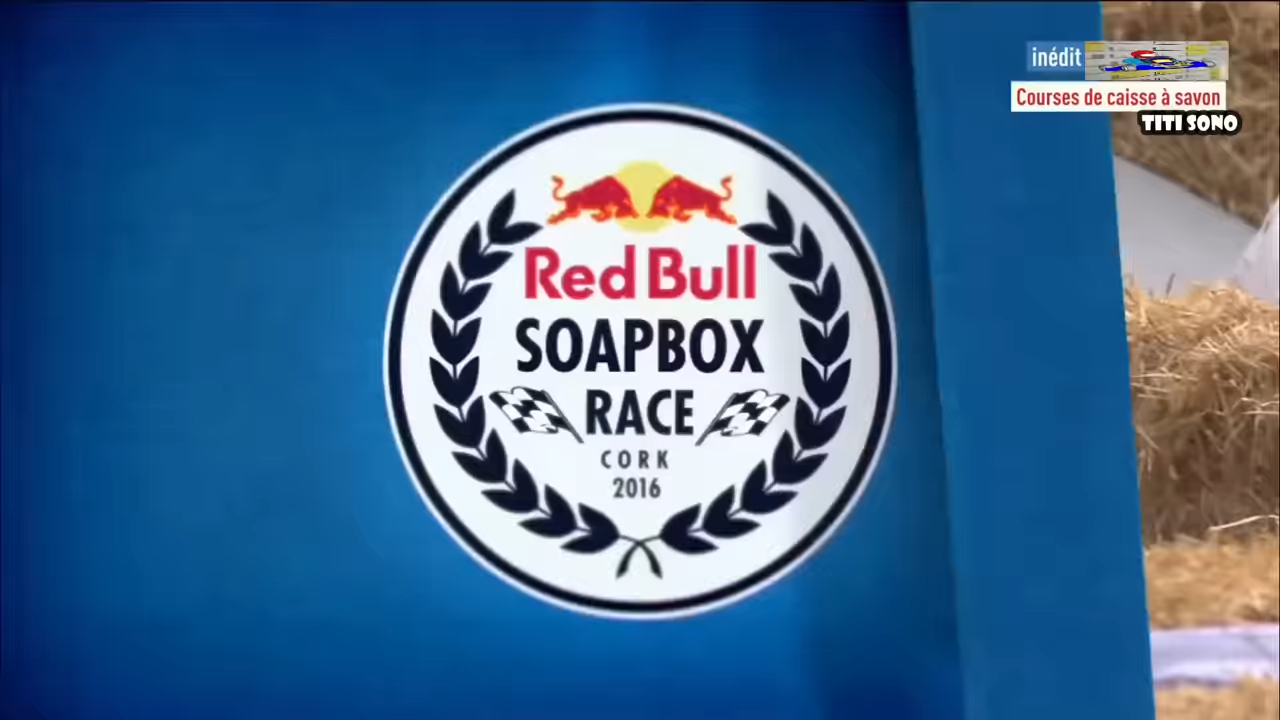 inédit
Courses de caisse à savon
TITI SONO
Red Bull
SOAPBOX
RACE
CORK
2016